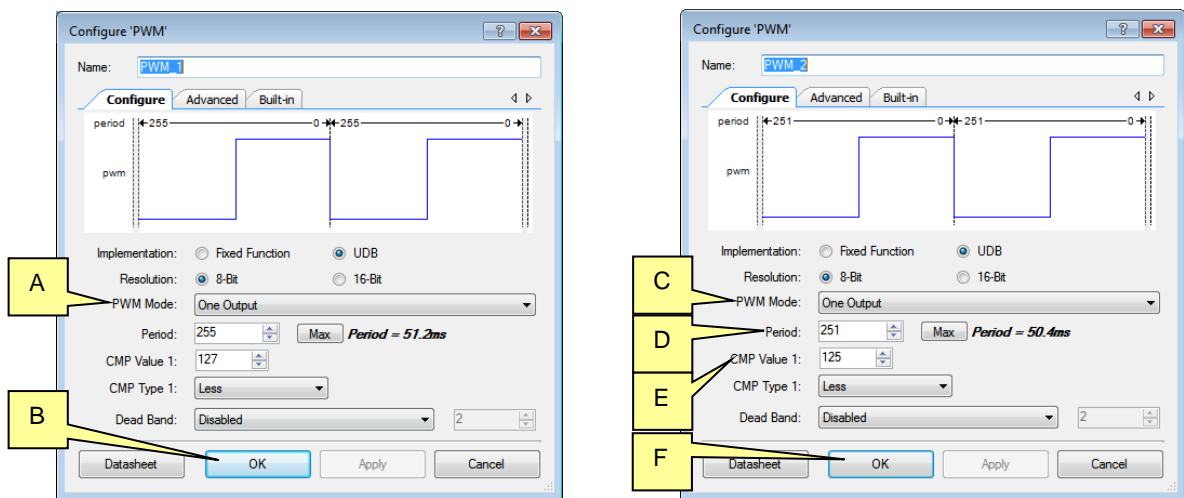 Configure 'PWM'
Name: PWM_1
Configure Advanced Built-in
period 255 0 255 0
pwm
Implementation: Fixed Function UDB
Resolution: 8-Bit 16-Bit
A
PWM Mode: One Output
Period: 255 Max Period = 51.2ms
CMP Value 1: 127
CMP Type 1: Less
B
Dead Band: Disabled 2
Datasheet OK Apply Cancel
Configure 'PWM'
Name: PWM_2
Configure Advanced Built-in
period 251 0 251 0
pwm
Implementation: Fixed Function UDB
Resolution: 8-Bit 16-Bit
C
PWM Mode: One Output
D
Period: 251 Max Period = 50.4ms
E
CMP Value 1: 125
CMP Type 1: Less
Dead Band: Disabled 2
F
Datasheet OK Apply Cancel